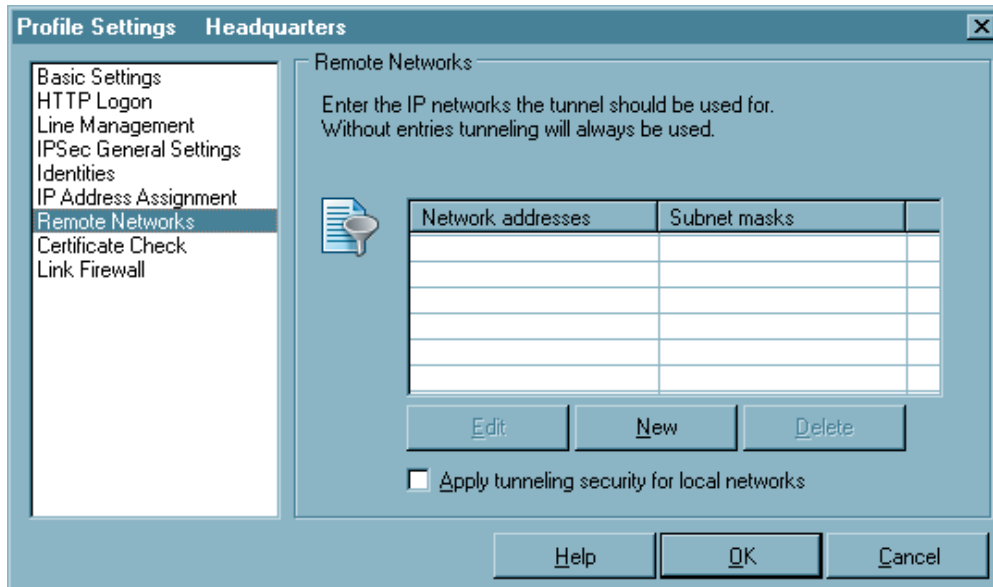 Profile Settings Headquarters
Basic Settings
HTTP Logon
Line Management
IPSec General Settings
Identities
IP Address Assignment
Remote Networks
Certificate Check
Link Firewall
Remote Networks
Enter the IP networks the tunnel should be used for.
Without entries tunneling will always be used.
Network addresses Subnet masks
Edit New Delete
Apply tunneling security for local networks
Help OK Cancel